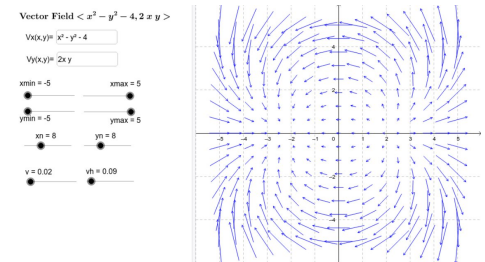 Vector Field < x² − y² − 4, 2 x y >
Vx(x,y)= x² - y² - 4
Vy(x,y)= 2x y
xmin = -5 xmax = 5
ymin = -5 ymax = 5
xn = 8 yn = 8
v = 0.02 vh = 0.09
4
2
-5 -4 -3 -2 -1 0 1 2 3 4 5
-2
-4